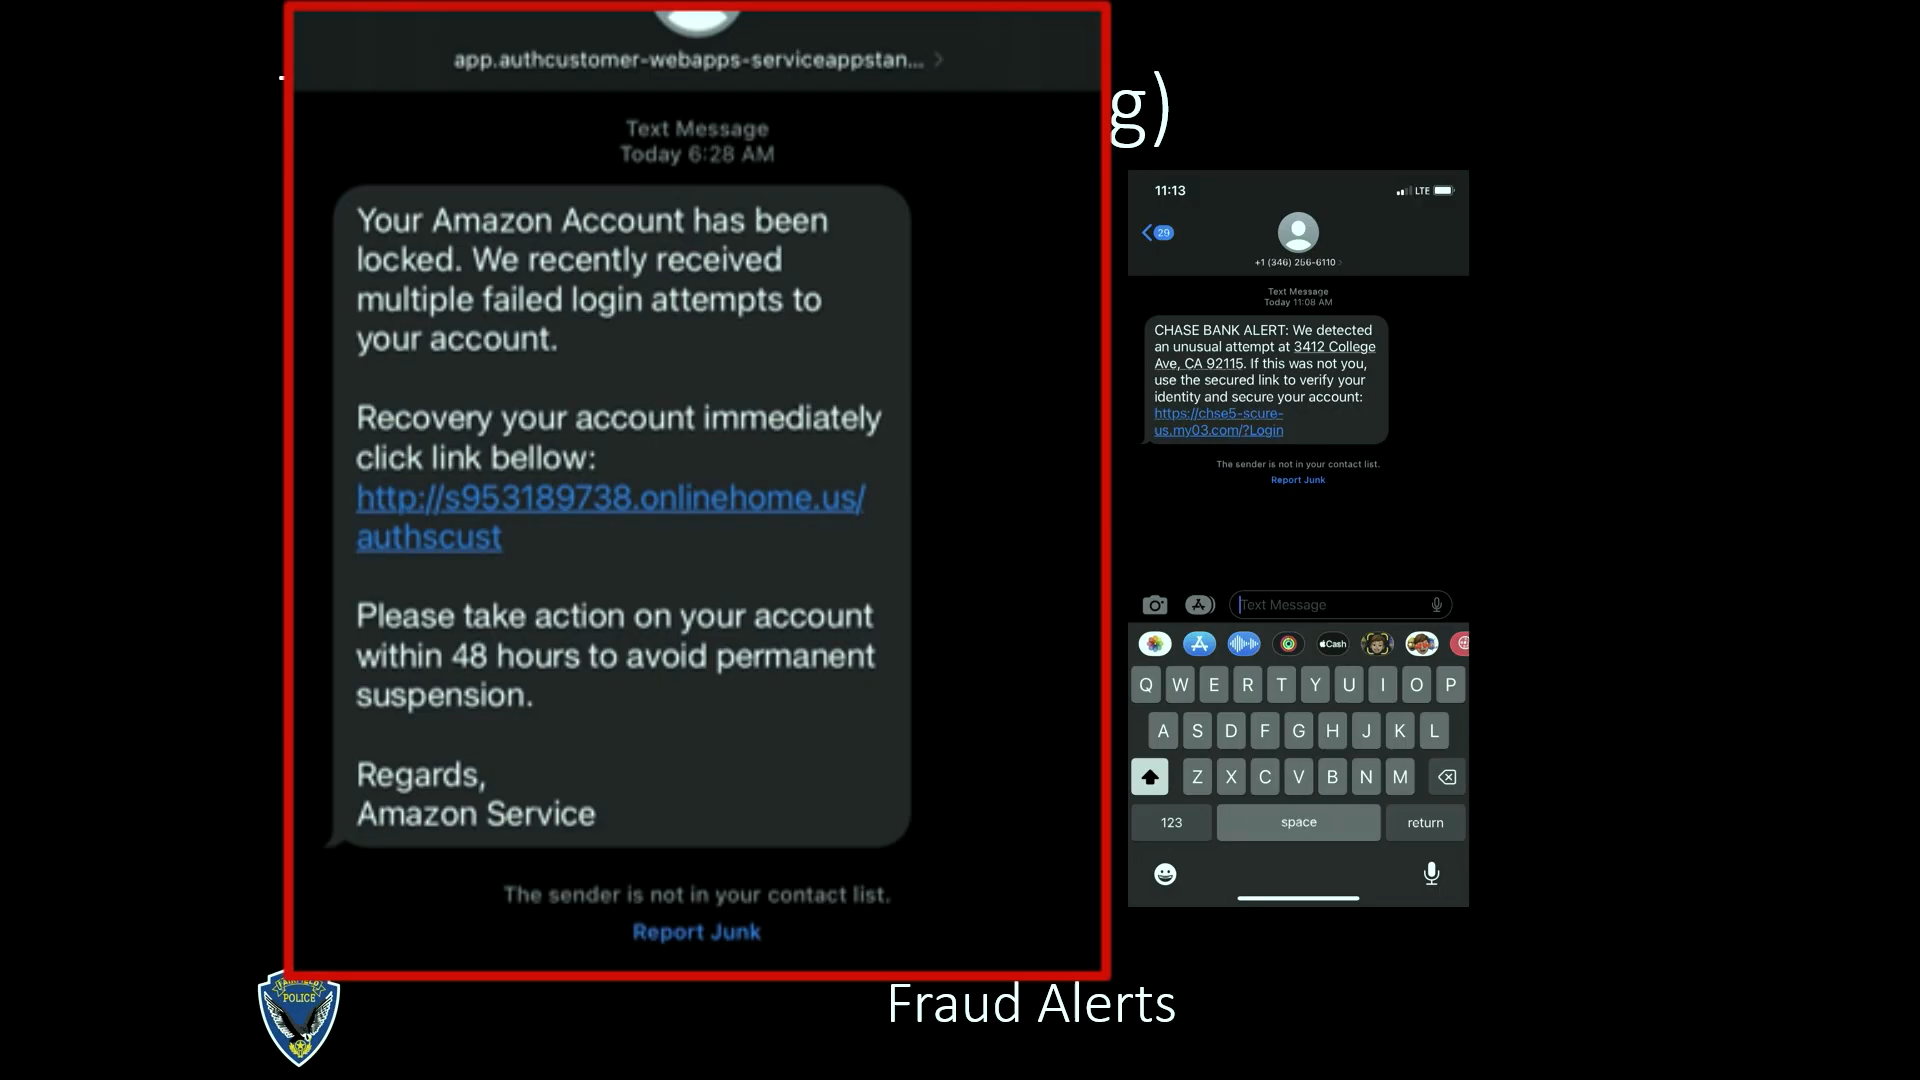 g)
app.authcustomer-webapps-serviceappstan...
Text Message
Today 6:28 AM
Your Amazon Account has been
locked. We recently received
multiple failed login attempts to
your account.
Recovery your account immediately
click link bellow:
http://s953189738.onlinehome.us/
authscust
Please take action on your account
within 48 hours to avoid permanent
suspension.
Regards,
Amazon Service
The sender is not in your contact list.
Report Junk
11:13
LTE
29
+1 (346) 256-6110
Text Message
Today 11:08 AM
CHASE BANK ALERT: We detected
an unusual attempt at 3412 College
Ave, CA 92115. If this was not you,
use the secured link to verify your
identity and secure your account:
https://chse5-scure-
us.my03.com/?Login
The sender is not in your contact list.
Report Junk
Text Message
Cash
Q W E R T Y U I O P
A S D F G H J K L
Z X C V B N M
123 space return
POLICE
Fraud Alerts